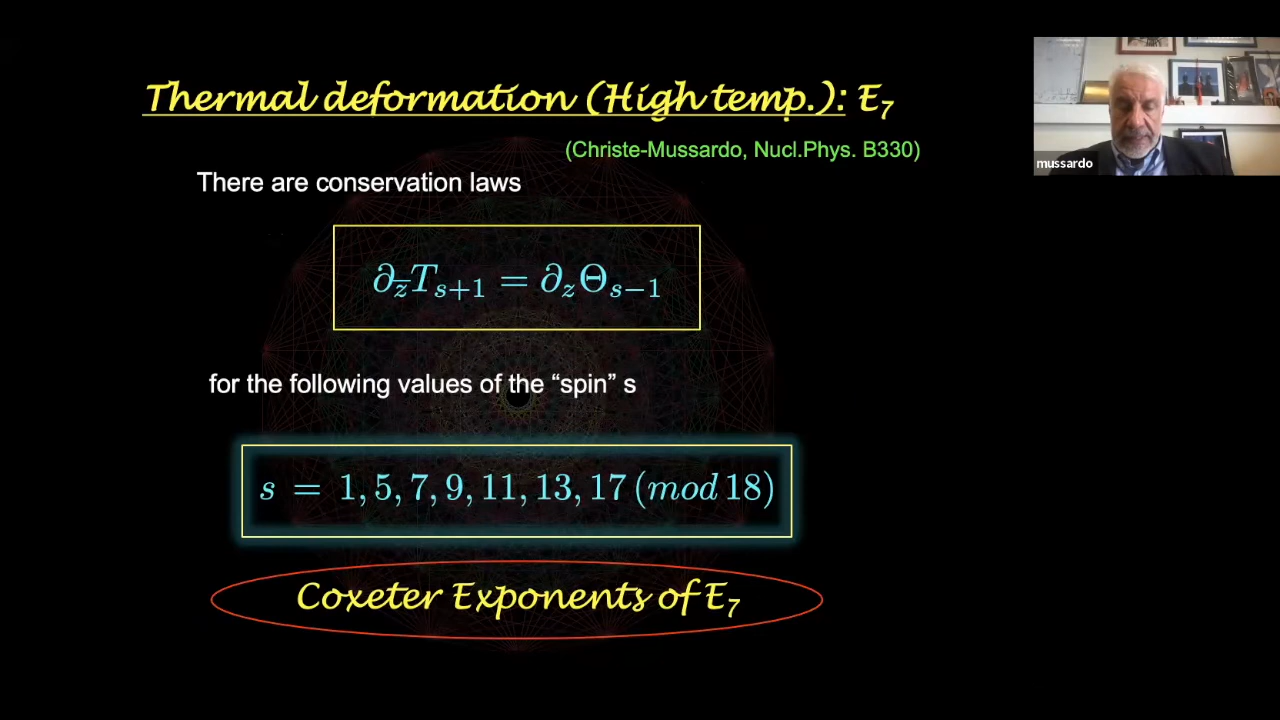 Thermal deformation (High temp.): E₇
(Christe-Mussardo, Nucl.Phys. B330)
mussardo
There are conservation laws
∂_z̄ T_{s+1} = ∂_z Θ_{s−1}
for the following values of the “spin” s
s = 1, 5, 7, 9, 11, 13, 17 (mod 18)
Coxeter Exponents of E₇